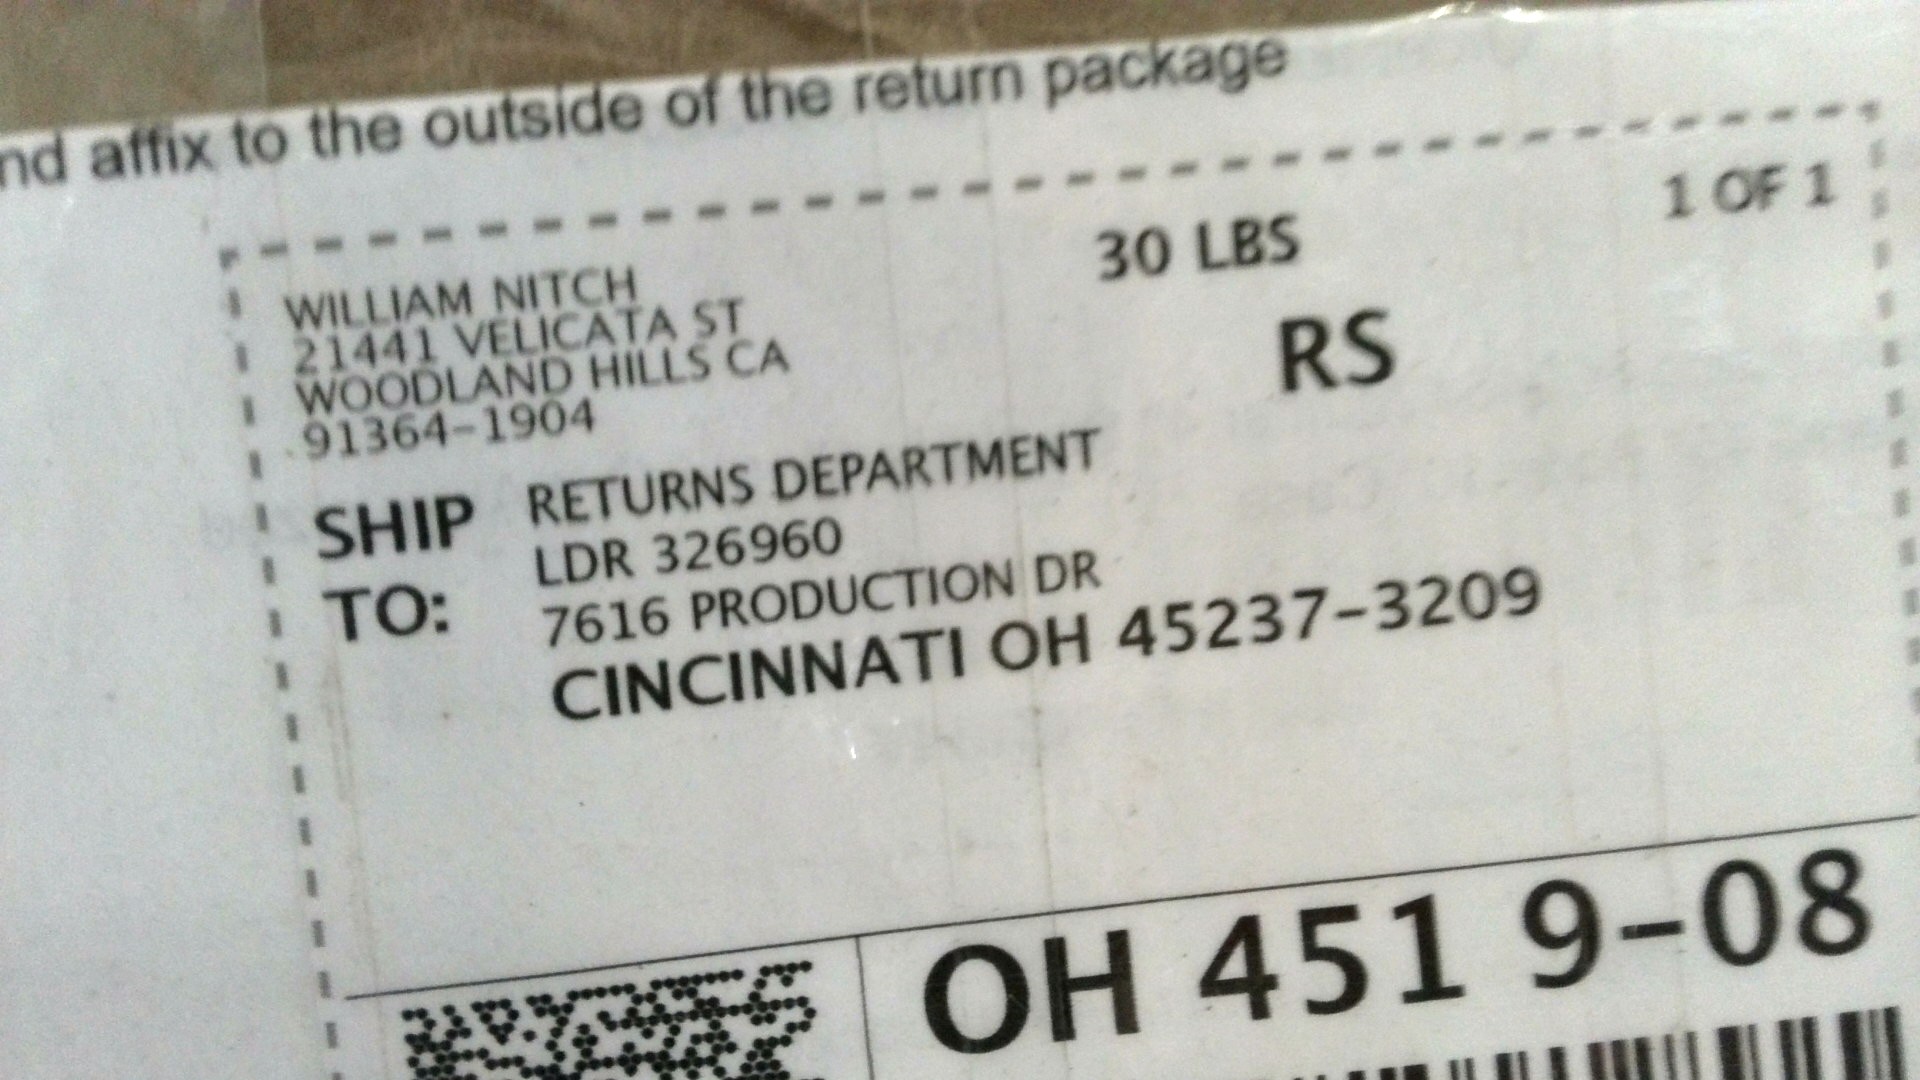 nd affix to the outside of the return package
1 OF 1
30 LBS
RS
WILLIAM NITCH
21441 VELICATA ST
WOODLAND HILLS CA
91364-1904
SHIP TO:
RETURNS DEPARTMENT
LDR 326960
7616 PRODUCTION DR
CINCINNATI OH 45237-3209
OH 451 9-08